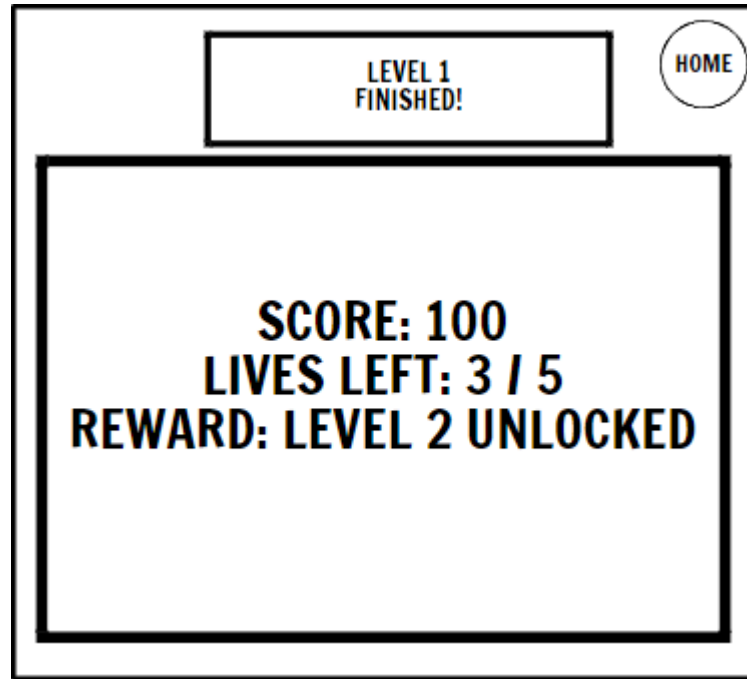 LEVEL 1
FINISHED!
HOME
SCORE: 100
LIVES LEFT: 3 / 5
REWARD: LEVEL 2 UNLOCKED